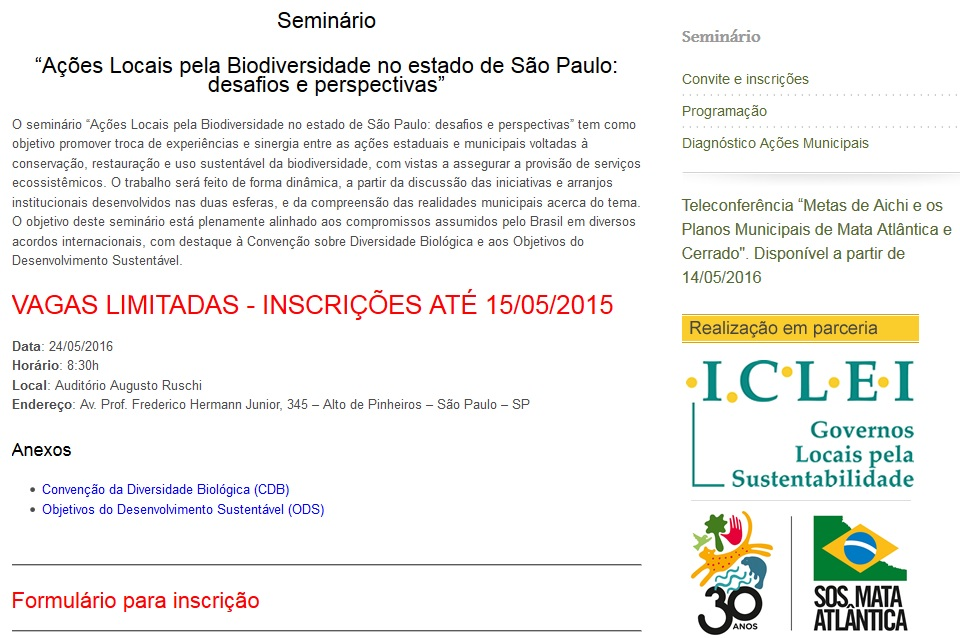 Seminário
“Ações Locais pela Biodiversidade no estado de São Paulo:
desafios e perspectivas”
O seminário “Ações Locais pela Biodiversidade no estado de São Paulo: desafios e perspectivas” tem como
objetivo promover troca de experiências e sinergia entre as ações estaduais e municipais voltadas à
conservação, restauração e uso sustentável da biodiversidade, com vistas a assegurar a provisão de serviços
ecossistêmicos. O trabalho será feito de forma dinâmica, a partir da discussão das iniciativas e arranjos
institucionais desenvolvidos nas duas esferas, e da compreensão das realidades municipais acerca do tema.
O objetivo deste seminário está plenamente alinhado aos compromissos assumidos pelo Brasil em diversos
acordos internacionais, com destaque à Convenção sobre Diversidade Biológica e aos Objetivos do
Desenvolvimento Sustentável.
VAGAS LIMITADAS - INSCRIÇÕES ATÉ 15/05/2015
Data: 24/05/2016
Horário: 8:30h
Local: Auditório Augusto Ruschi
Endereço: Av. Prof. Frederico Hermann Junior, 345 – Alto de Pinheiros – São Paulo – SP
Anexos
• Convenção da Diversidade Biológica (CDB)
• Objetivos do Desenvolvimento Sustentável (ODS)
Formulário para inscrição
Seminário
Convite e inscrições
Programação
Diagnóstico Ações Municipais
Teleconferência “Metas de Aichi e os
Planos Municipais de Mata Atlântica e
Cerrado". Disponível a partir de
14/05/2016
Realização em parceria
·I.C·L·E·I
Governos
Locais pela
Sustentabilidade
30
ANOS
SOS MATA
ATLÂNTICA